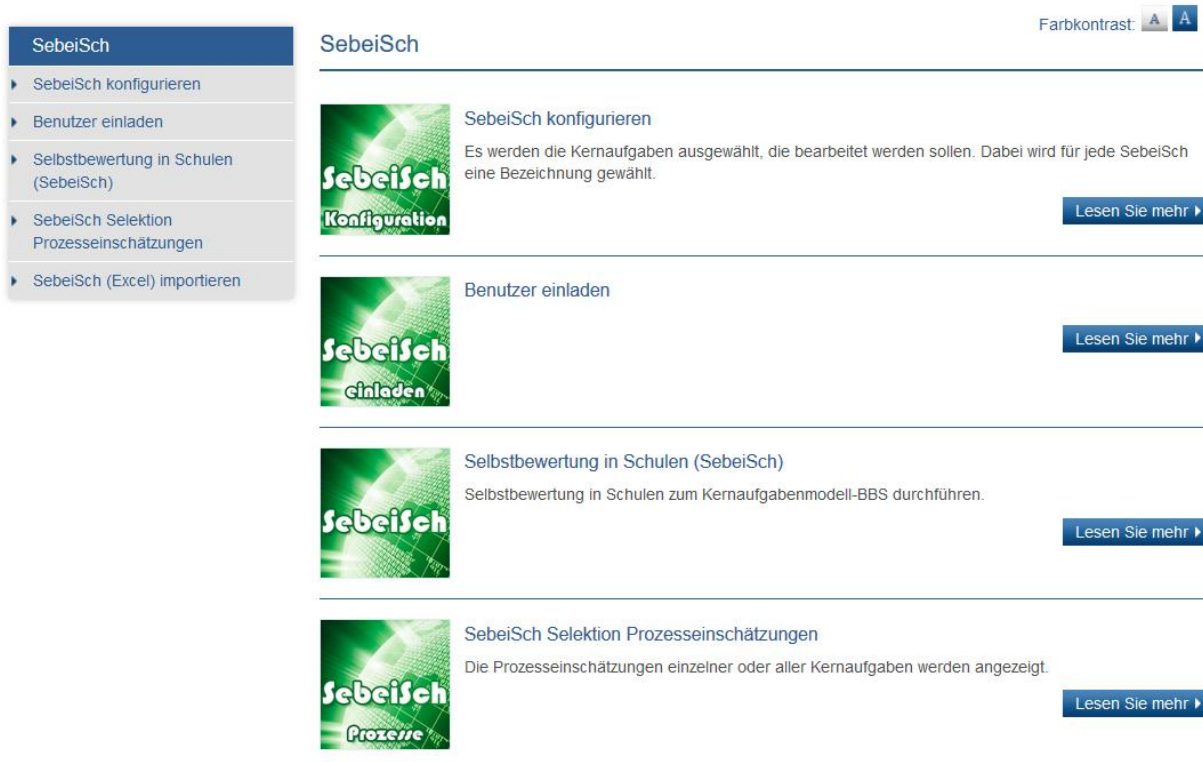 Farbkontrast: A A
SebeiSch
SebeiSch konfigurieren
Benutzer einladen
Selbstbewertung in Schulen
(SebeiSch)
SebeiSch Selektion
Prozesseinschätzungen
SebeiSch (Excel) importieren
SebeiSch
SebeiSch
Konfiguration
SebeiSch konfigurieren
Es werden die Kernaufgaben ausgewählt, die bearbeitet werden sollen. Dabei wird für jede SebeiSch
eine Bezeichnung gewählt.
Lesen Sie mehr
SebeiSch
einladen
Benutzer einladen
Lesen Sie mehr
SebeiSch
Selbstbewertung in Schulen (SebeiSch)
Selbstbewertung in Schulen zum Kernaufgabenmodell-BBS durchführen.
Lesen Sie mehr
SebeiSch
Prozesse
SebeiSch Selektion Prozesseinschätzungen
Die Prozesseinschätzungen einzelner oder aller Kernaufgaben werden angezeigt.
Lesen Sie mehr